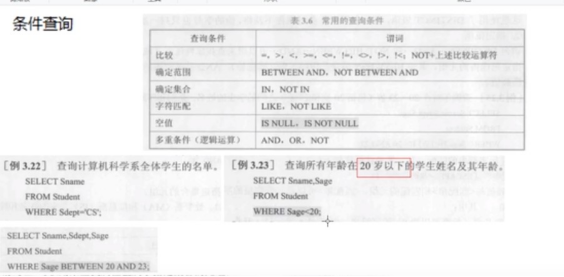 条件查询
表 3.6 常用的查询条件
查询条件 谓词
比较 =，>，<，>=，<=，!=，<>，!>，!<；NOT+上述比较运算符
确定范围 BETWEEN AND，NOT BETWEEN AND
确定集合 IN，NOT IN
字符匹配 LIKE，NOT LIKE
空值 IS NULL，IS NOT NULL
多重条件（逻辑运算） AND，OR，NOT
［例 3.22］ 查询计算机科学系全体学生的名单。
SELECT Sname
FROM Student
WHERE Sdept='CS';
［例 3.23］ 查询所有年龄在 20 岁以下的学生姓名及其年龄。
SELECT Sname,Sage
FROM Student
WHERE Sage<20;
SELECT Sname,Sdept,Sage
FROM Student
WHERE Sage BETWEEN 20 AND 23;